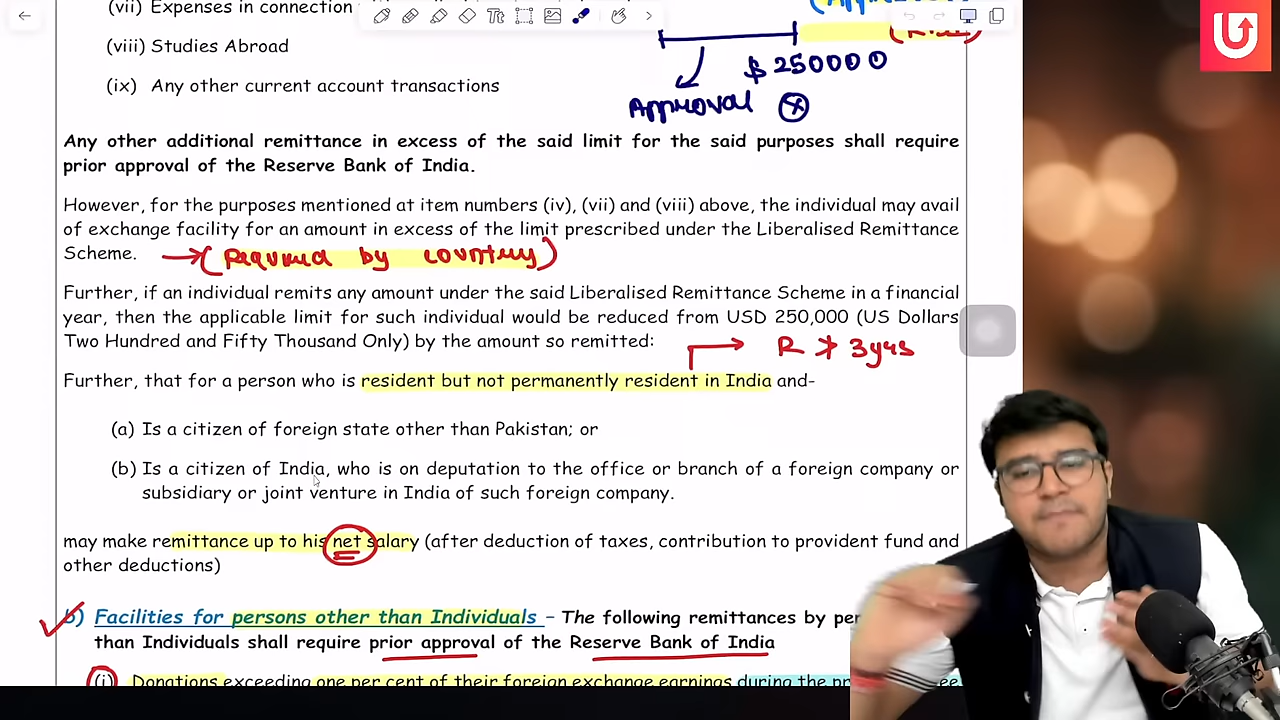 (vii) Expenses in connection
(viii) Studies Abroad
$ 250000
(ix) Any other current account transactions
Approval
Any other additional remittance in excess of the said limit for the said purposes shall require
prior approval of the Reserve Bank of India.
However, for the purposes mentioned at item numbers (iv), (vii) and (viii) above, the individual may avail
of exchange facility for an amount in excess of the limit prescribed under the Liberalised Remittance
Scheme. → (Required by country)
Further, if an individual remits any amount under the said Liberalised Remittance Scheme in a financial
year, then the applicable limit for such individual would be reduced from USD 250,000 (US Dollars
Two Hundred and Fifty Thousand Only) by the amount so remitted:
R ≯ 3yrs
Further, that for a person who is resident but not permanently resident in India and-
(a) Is a citizen of foreign state other than Pakistan; or
(b) Is a citizen of India, who is on deputation to the office or branch of a foreign company or
subsidiary or joint venture in India of such foreign company.
may make remittance up to his net salary (after deduction of taxes, contribution to provident fund and
other deductions)
b) Facilities for persons other than Individuals – The following remittances by
than Individuals shall require prior approval of the Reserve Bank of India
(i) Donations exceeding one per cent of their foreign exchange earnings during the